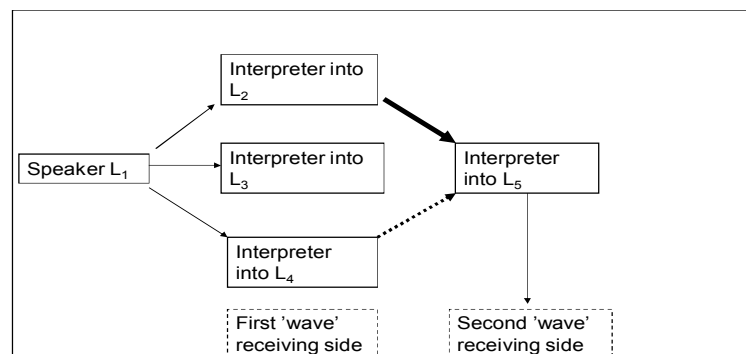 Interpreter into
L₂
Speaker L₁
Interpreter into
L₃
Interpreter
into L₅
Interpreter
into L₄
First 'wave'
receiving side
Second 'wave'
receiving side